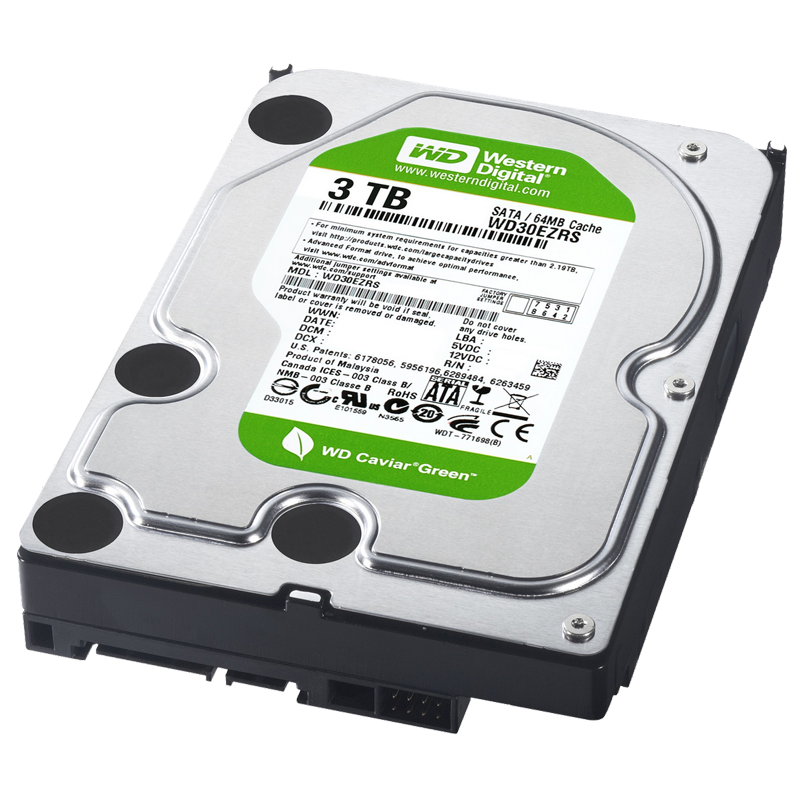 WD Western Digital®
www.westerndigital.com
3 TB
SATA / 64MB Cache
WD30EZRS
• For minimum system requirements for capacities greater than 2.19TB,
visit http://products.wdc.com/largecapacitydrives
• Advanced Format drive, to achieve optimal performance,
visit www.wdc.com/advformat
Additional jumper settings available at
www.wdc.com/support
MDL: WD30EZRS
FACTORY JUMPER SETTINGS
7 5 3 1
8 6 4 2
Product warranty will be void if seal,
label or cover is removed or damaged.
Do not cover
any drive holes.
WWN:
DATE:
DCM:
DCX:
LBA:
5VDC:
12VDC:
R/N:
U.S. Patents: 6178056, 5956196, 6289484, 6263459
Product of Malaysia
Canada ICES-003 Class B/
NMB-003 Classe B
RoHS
SERIAL ATA
FRAGILE
D33015
E101559
N3565
20
CE
WDT-771698(B)
WD Caviar®Green™